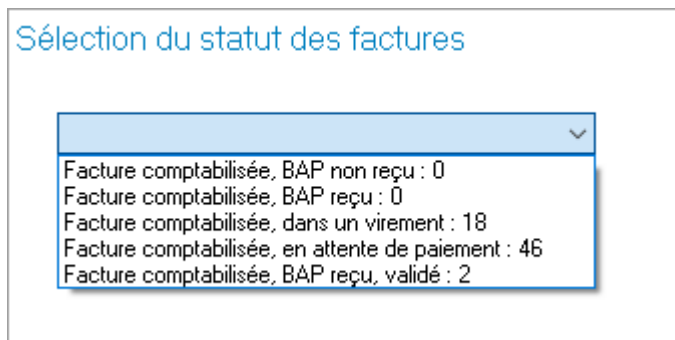 Sélection du statut des factures
Facture comptabilisée, BAP non reçu : 0
Facture comptabilisée, BAP reçu : 0
Facture comptabilisée, dans un virement : 18
Facture comptabilisée, en attente de paiement : 46
Facture comptabilisée, BAP reçu, validé : 2